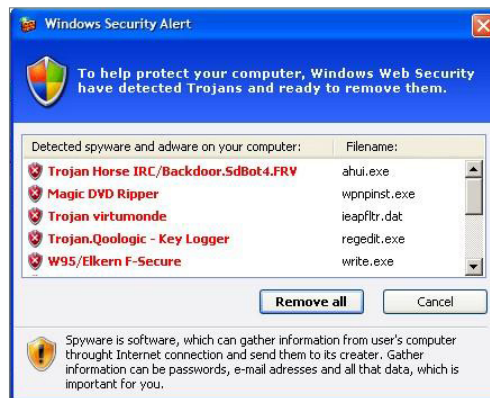 Windows Security Alert
To help protect your computer, Windows Web Security
have detected Trojans and ready to remove them.
Detected spyware and adware on your computer: Filename:
Trojan Horse IRC/Backdoor.SdBot4.FRV ahui.exe
Magic DVD Ripper wpnpinst.exe
Trojan virtumonde ieapfltr.dat
Trojan.Qoologic - Key Logger regedit.exe
W95/Elkern F-Secure write.exe
Remove all Cancel
Spyware is software, which can gather information from user's computer
throught Internet connection and send them to its creater. Gather
information can be passwords, e-mail adresses and all that data, which is
important for you.